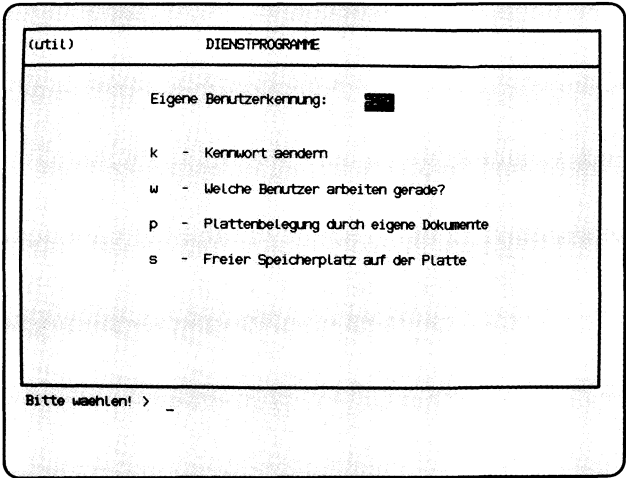 (util) DIENSTPROGRAMME
Eigene Benutzerkennung:
k - Kennwort aendern
w - Welche Benutzer arbeiten gerade?
p - Plattenbelegung durch eigene Dokumente
s - Freier Speicherplatz auf der Platte
Bitte waehlen! > _